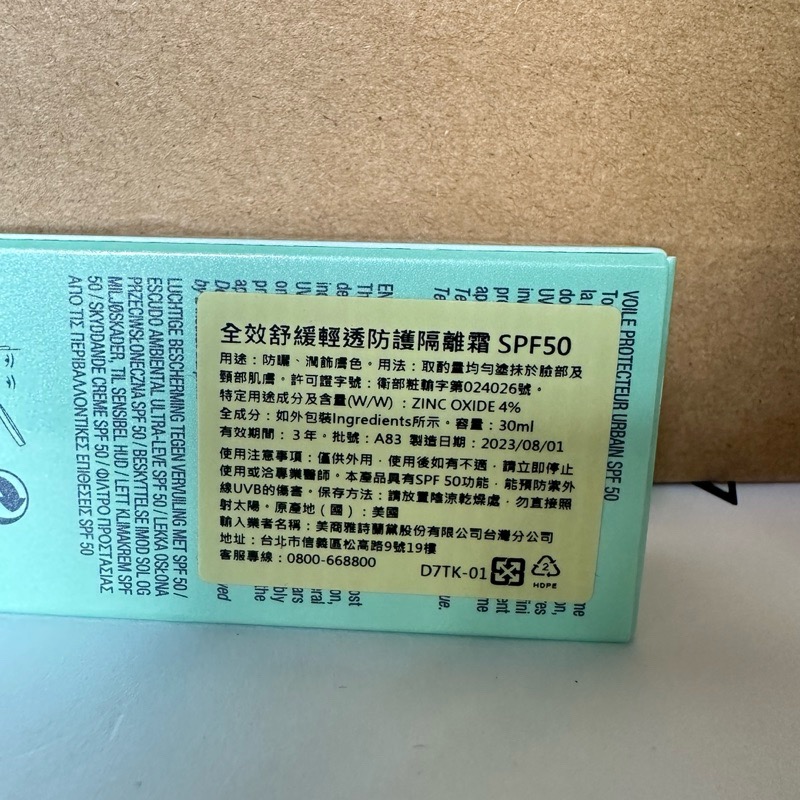 全效舒緩輕透防護隔離霜 SPF50
用途：防曬、潤飾膚色。用法：取酌量均勻塗抹於臉部及
頸部肌膚。許可證字號：衛部粧輸字第024026號。
特定用途成分及含量(W/W)：ZINC OXIDE 4%
全成分：如外包裝Ingredients所示。容量：30ml
有效期間：3年。批號：A83 製造日期：2023/08/01
使用注意事項：僅供外用，使用後如有不適，請立即停止
使用或洽專業醫師。本產品具有SPF 50功能，能預防紫外
線UVB的傷害。保存方法：請放置陰涼乾燥處，勿直接照
射太陽。原產地（國）：美國
輸入業者名稱：美商雅詩蘭黛股份有限公司台灣分公司
地址：台北市信義區松高路9號19樓
客服專線：0800-668800
D7TK-01
2
HDPE
VOILE PROTECTEUR URBAIN SPF 50
LUCHTIGE BESCHERMING TEGEN VERVUILING MET SPF 50 /
ESCUDO AMBIENTAL ULTRA-LEVE SPF 50 / LEKKA OSŁONA
PRZECIWSŁONECZNA SPF 50 / BESKYTTELSE IMOD SOL OG
MILJØSKADER, TIL SENSIBEL HUD / LETT KLIMAKREM SPF
50 / SKYDDANDE CREME SPF 50 / ΦΙΛΤΡΟ ΠΡΟΣΤΑΣΙΑΣ
ΑΠΟ ΤΙΣ ΠΕΡΙΒΑΛΛΟΝΤΙΚΕΣ ΕΠΙΘΕΣΕΙΣ SPF 50